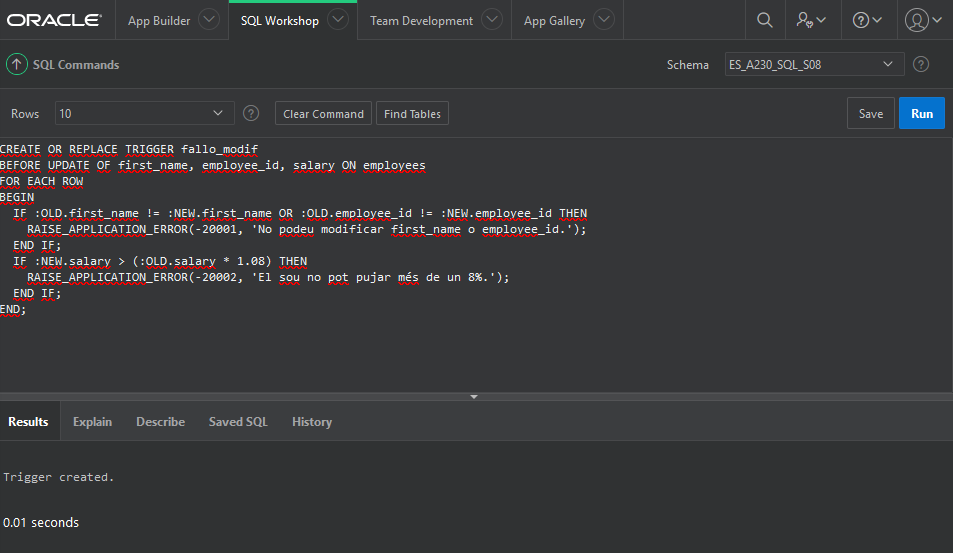 ORACLE
App Builder
SQL Workshop
Team Development
App Gallery
SQL Commands
Schema
ES_A230_SQL_S08
Rows
10
Clear Command
Find Tables
Save
Run
CREATE OR REPLACE TRIGGER fallo_modif
BEFORE UPDATE OF first_name, employee_id, salary ON employees
FOR EACH ROW
BEGIN
  IF :OLD.first_name != :NEW.first_name OR :OLD.employee_id != :NEW.employee_id THEN
    RAISE_APPLICATION_ERROR(-20001, 'No podeu modificar first_name o employee_id.');
  END IF;
  IF :NEW.salary > (:OLD.salary * 1.08) THEN
    RAISE_APPLICATION_ERROR(-20002, 'El sou no pot pujar més de un 8%.');
  END IF;
END;
Results
Explain
Describe
Saved SQL
History
Trigger created.
0.01 seconds